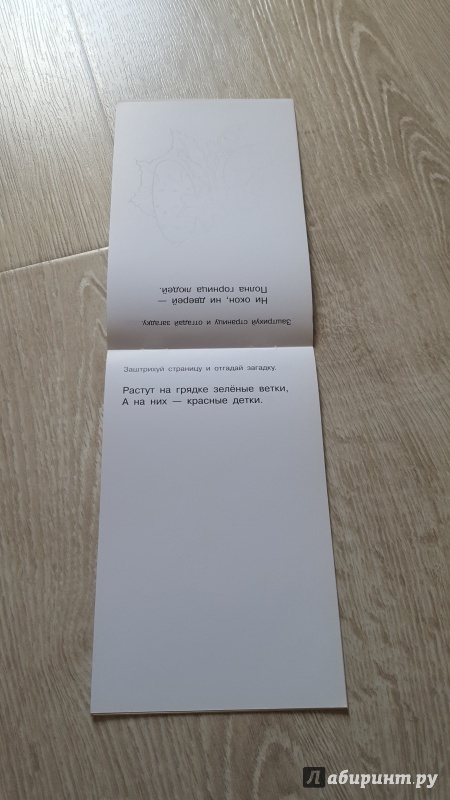 Заштрихуй страницу и отгадай загадку.
Ни окон, ни дверей —
Полна горница людей.
Заштрихуй страницу и отгадай загадку.
Растут на грядке зелёные ветки,
А на них — красные детки.
Лабиринт.ру